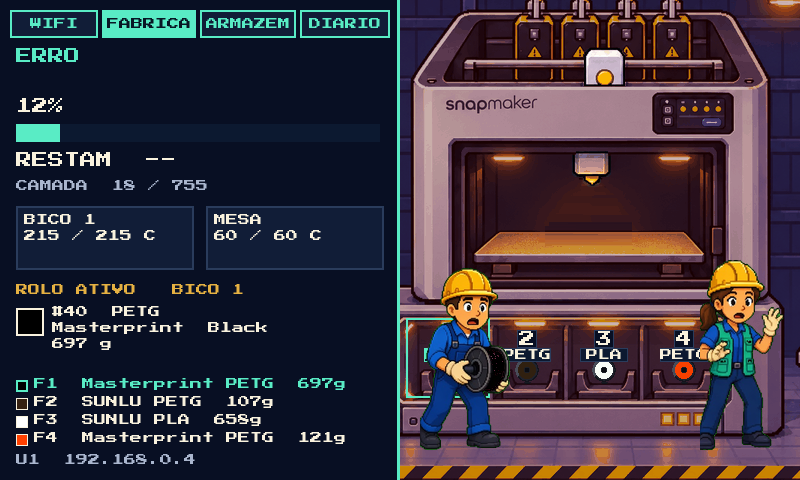 WIFI FABRICA ARMAZEM DIARIO
ERRO
12%
RESTAM --
CAMADA 18 / 755
BICO 1
215 / 215 C
MESA
60 / 60 C
ROLO ATIVO BICO 1
#40 PETG
Masterprint Black
697 g
F1 Masterprint PETG 697g
F2 SUNLU PETG 107g
F3 SUNLU PLA 658g
F4 Masterprint PETG 121g
U1 192.168.0.4
snapmaker
2
PETG
3
PLA
4